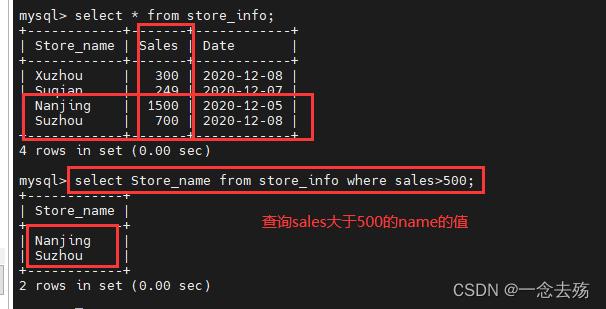 mysql> select * from store_info;
+------------+-------+------------+
| Store_name | Sales | Date       |
+------------+-------+------------+
| Xuzhou     |   300 | 2020-12-08 |
| Suqian     |   249 | 2020-12-07 |
| Nanjing    |  1500 | 2020-12-05 |
| Suzhou     |   700 | 2020-12-08 |
+------------+-------+------------+
4 rows in set (0.00 sec)
mysql> select Store_name from store_info where sales>500;
+------------+
| Store_name |
+------------+
| Nanjing    |
| Suzhou     |
+------------+
查询sales大于500的name的值
2 rows in set (0.00 sec)
CSDN @一念去殇